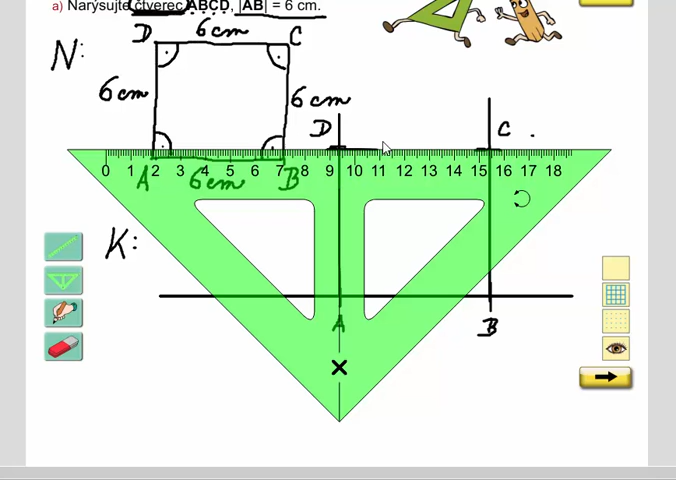 a) Narýsujte čtverec ABCD, |AB| = 6 cm.
N:
D 6cm C
6cm 6cm
A 6cm B
D C .
0 1 2 3 4 5 6 7 8 9 10 11 12 13 14 15 16 17 18
K:
A B